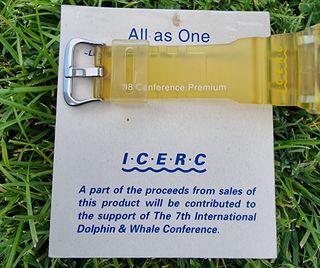 All as One
'98 Conference Premium
I·C·E·R·C
A part of the proceeds from sales of
this product will be contributed to
the support of The 7th International
Dolphin & Whale Conference.